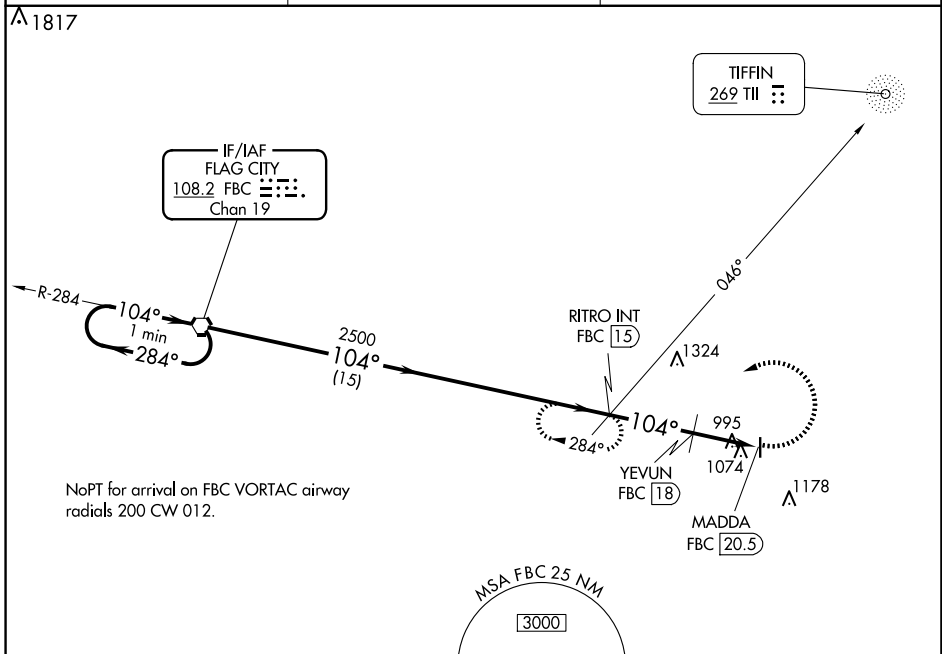 1817
TIFFIN
269 TII
IF/IAF
FLAG CITY
108.2 FBC
Chan 19
R-284
104°
1 min
284°
2500
104°
(15)
046°
RITRO INT
FBC 15
1324
284°
104°
995
1074
YEVUN
FBC 18
1178
MADDA
FBC 20.5
NoPT for arrival on FBC VORTAC airway
radials 200 CW 012.
MSA FBC 25 NM
3000